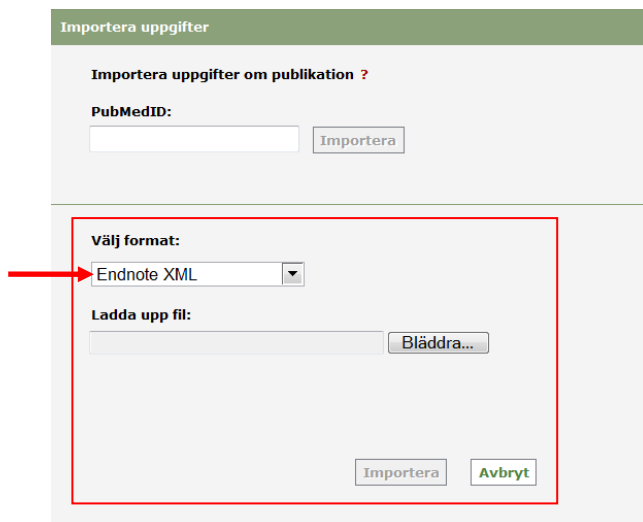 Importera uppgifter
Importera uppgifter om publikation ?
PubMedID:
Importera
Välj format:
Endnote XML
Ladda upp fil:
Bläddra...
Importera Avbryt